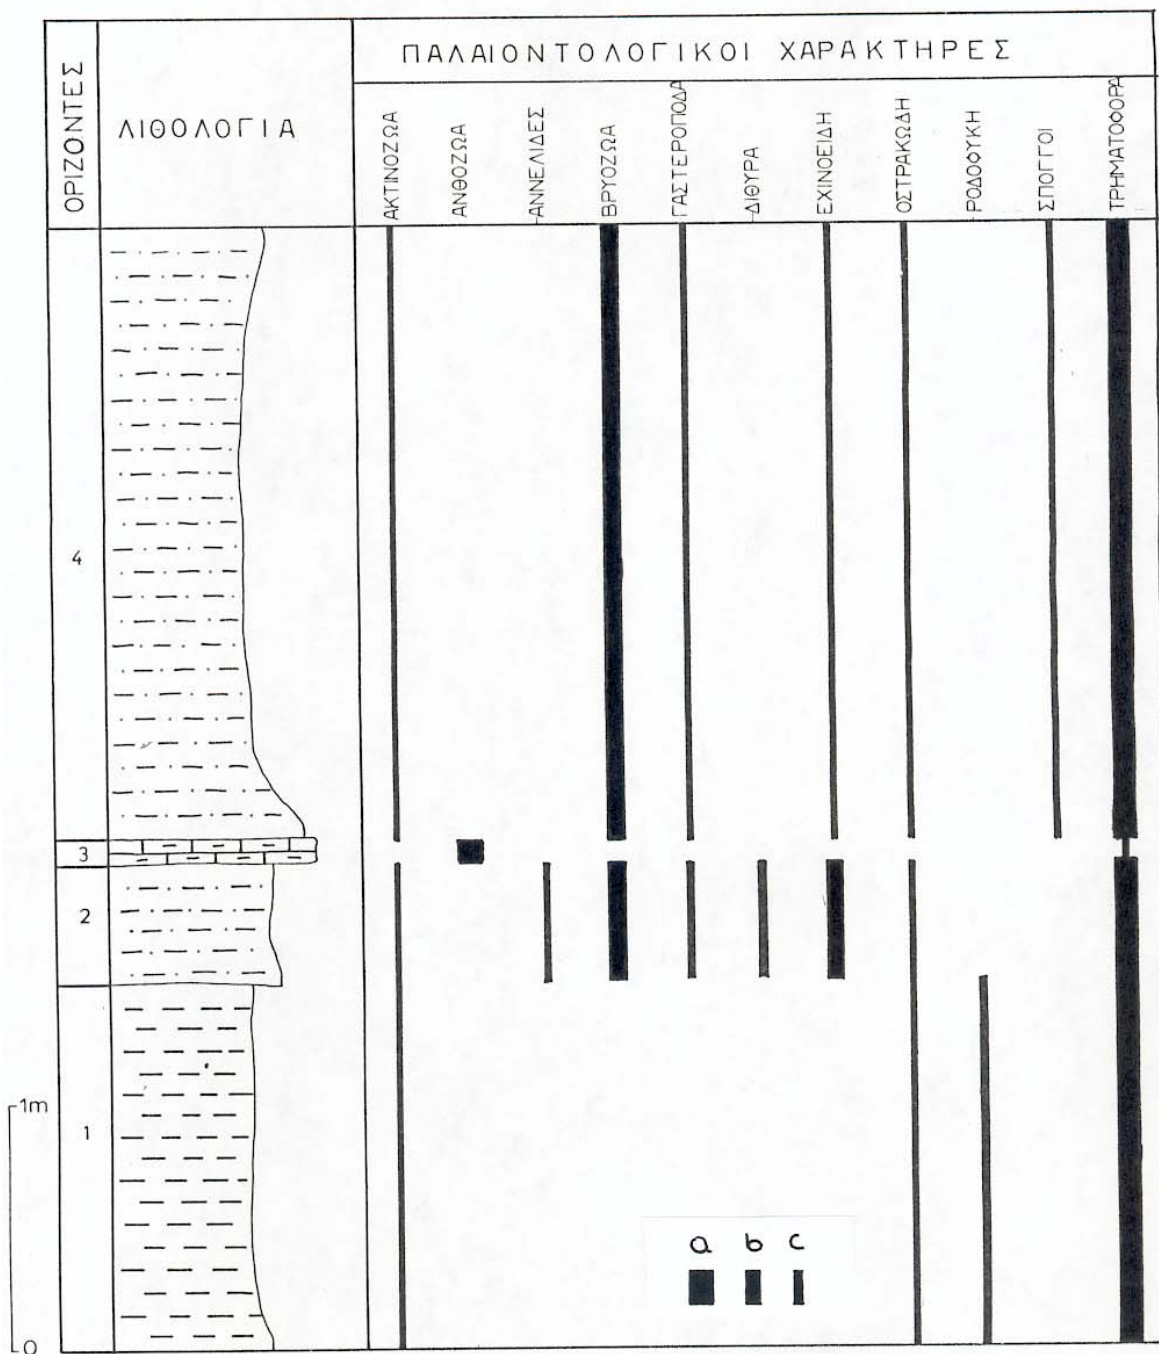 ΠΑΛΑΙΟΝΤΟΛΟΓΙΚΟΙ ΧΑΡΑΚΤΗΡΕΣ
ΟΡΙΖΟΝΤΕΣ
ΛΙΘΟΛΟΓΙΑ
ΑΚΤΙΝΟΖΩΑ
ΑΝΘΟΖΩΑ
ΑΝΝΕΛΙΔΕΣ
ΒΡΥΟΖΩΑ
ΓΑΣΤΕΡΟΠΟΔΑ
ΔΙΘΥΡΑ
ΕΧΙΝΟΕΙΔΗ
ΟΣΤΡΑΚΩΔΗ
ΡΟΔΟΦΥΚΗ
ΣΠΟΓΓΟΙ
ΤΡΗΜΑΤΟΦΟΡΑ
4
3
2
1
1m
0
a b c